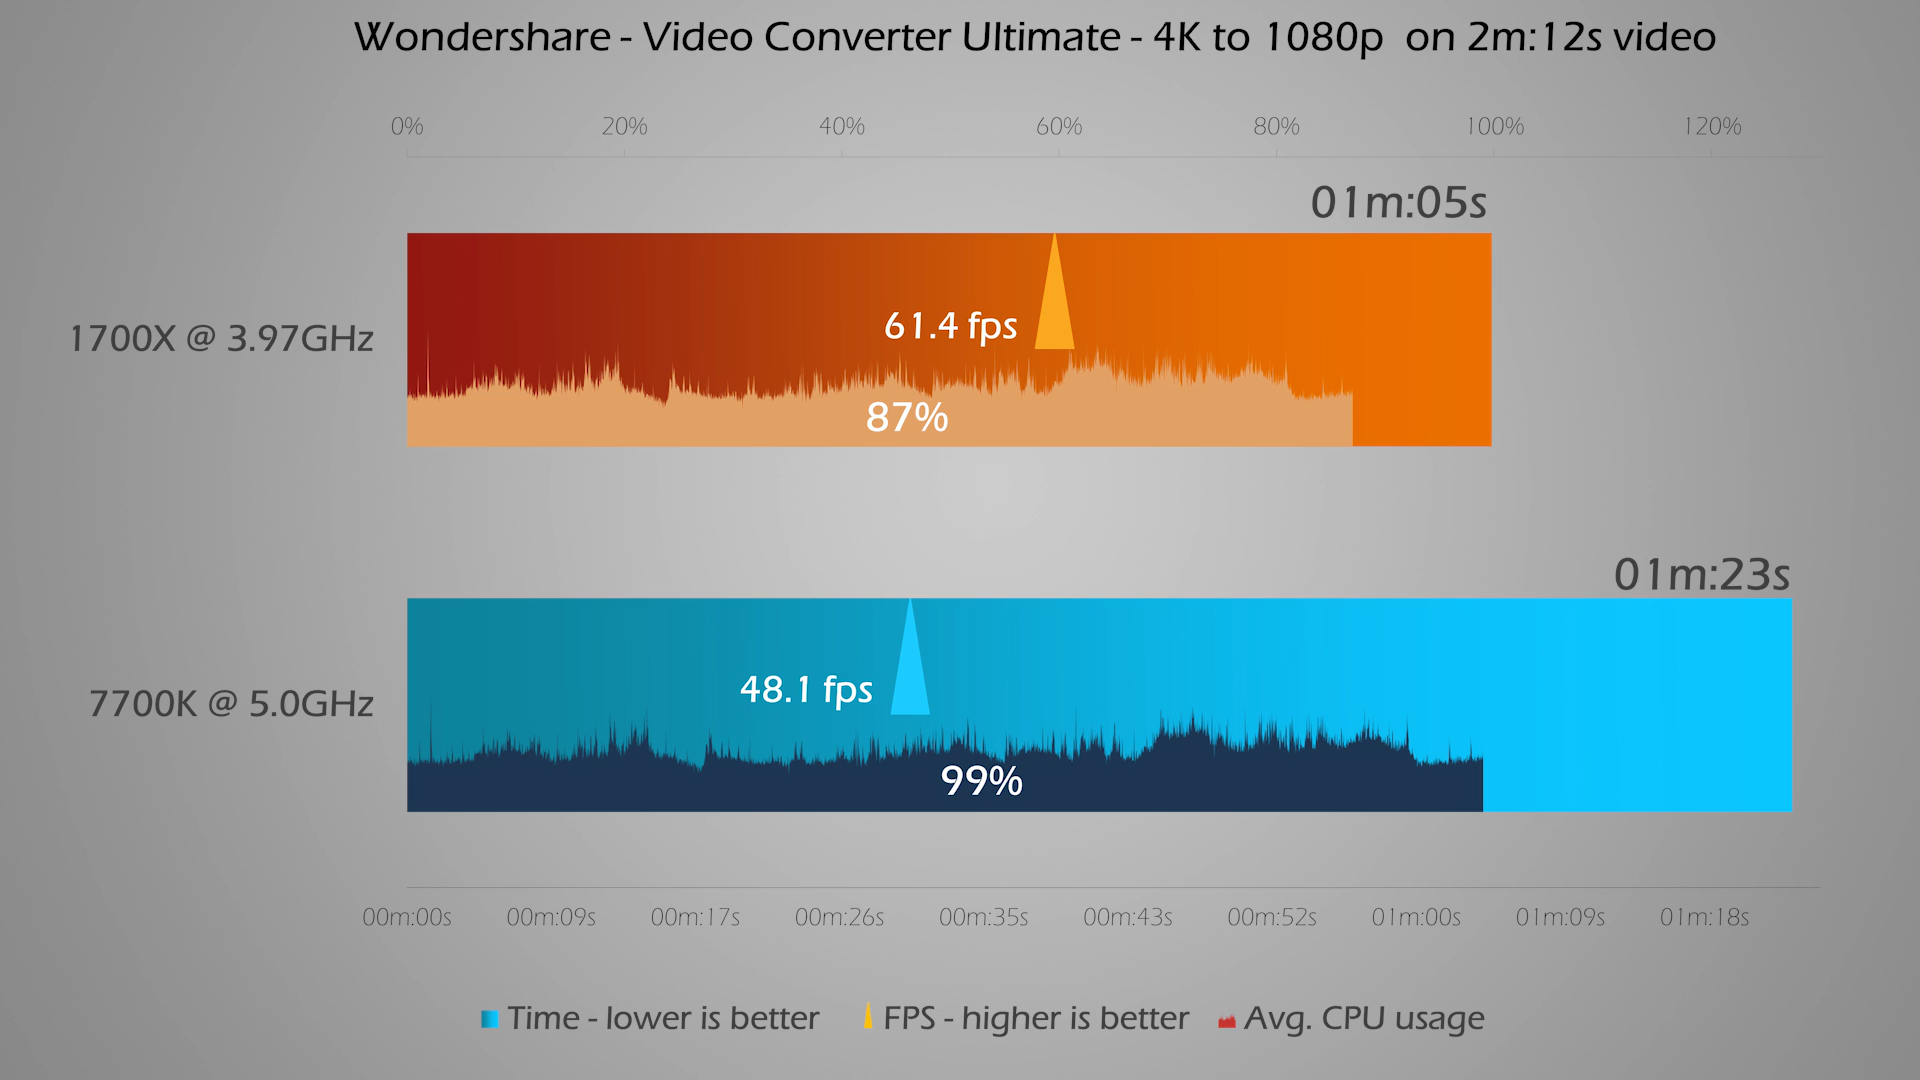 Wondershare - Video Converter Ultimate - 4K to 1080p on 2m:12s video
0% 20% 40% 60% 80% 100% 120%
01m:05s
1700X @ 3.97GHz
61.4 fps
87%
01m:23s
7700K @ 5.0GHz
48.1 fps
99%
00m:00s 00m:09s 00m:17s 00m:26s 00m:35s 00m:43s 00m:52s 01m:00s 01m:09s 01m:18s
Time - lower is better FPS - higher is better Avg. CPU usage